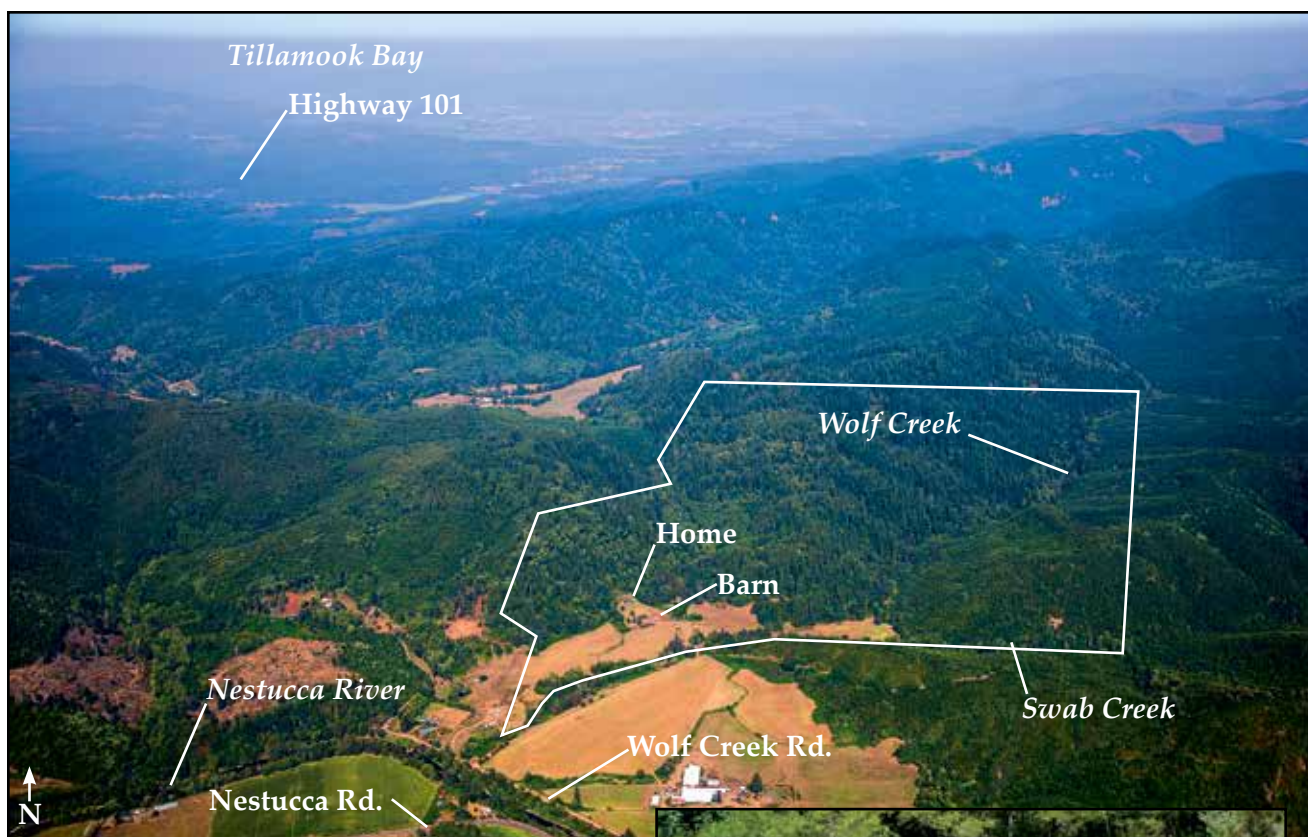 Tillamook Bay
Highway 101
Wolf Creek
Home
Barn
Nestucca River
Swab Creek
Wolf Creek Rd.
Nestucca Rd.
N